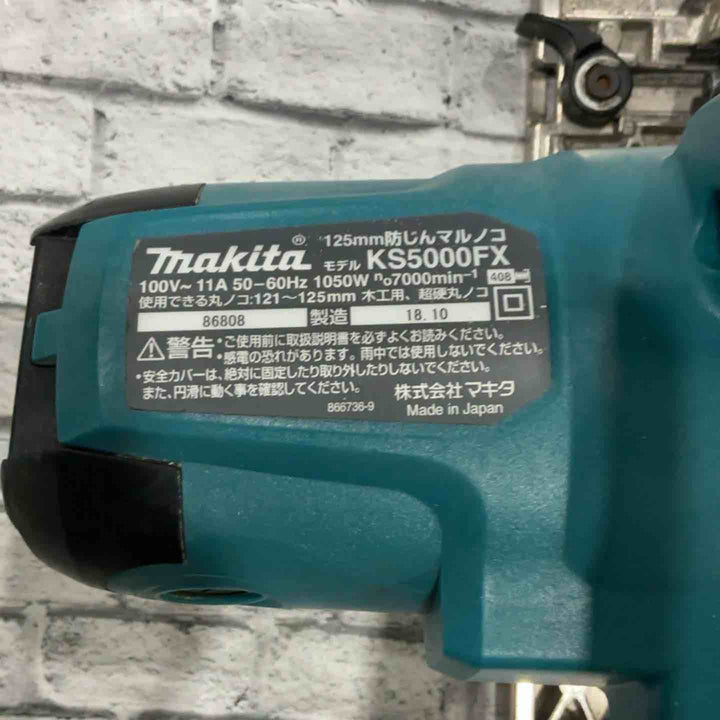 makita® 125mm防じんマルノコ
モデル KS5000FX
100V~ 11A 50-60Hz 1050W n₀7000min⁻¹ 408
使用できる丸ノコ:121~125mm 木工用、超硬丸ノコ
86808 製造 18.10
⚠警告 •ご使用前に取扱説明書を必ずよくお読みください。
•感電の恐れがあります。雨中では使用しないでください。
•安全カバーは、絶対に固定したり取り外したりしないでください。
また、円滑に動く事を確認してください。 株式会社マキタ
866736-9 Made in Japan